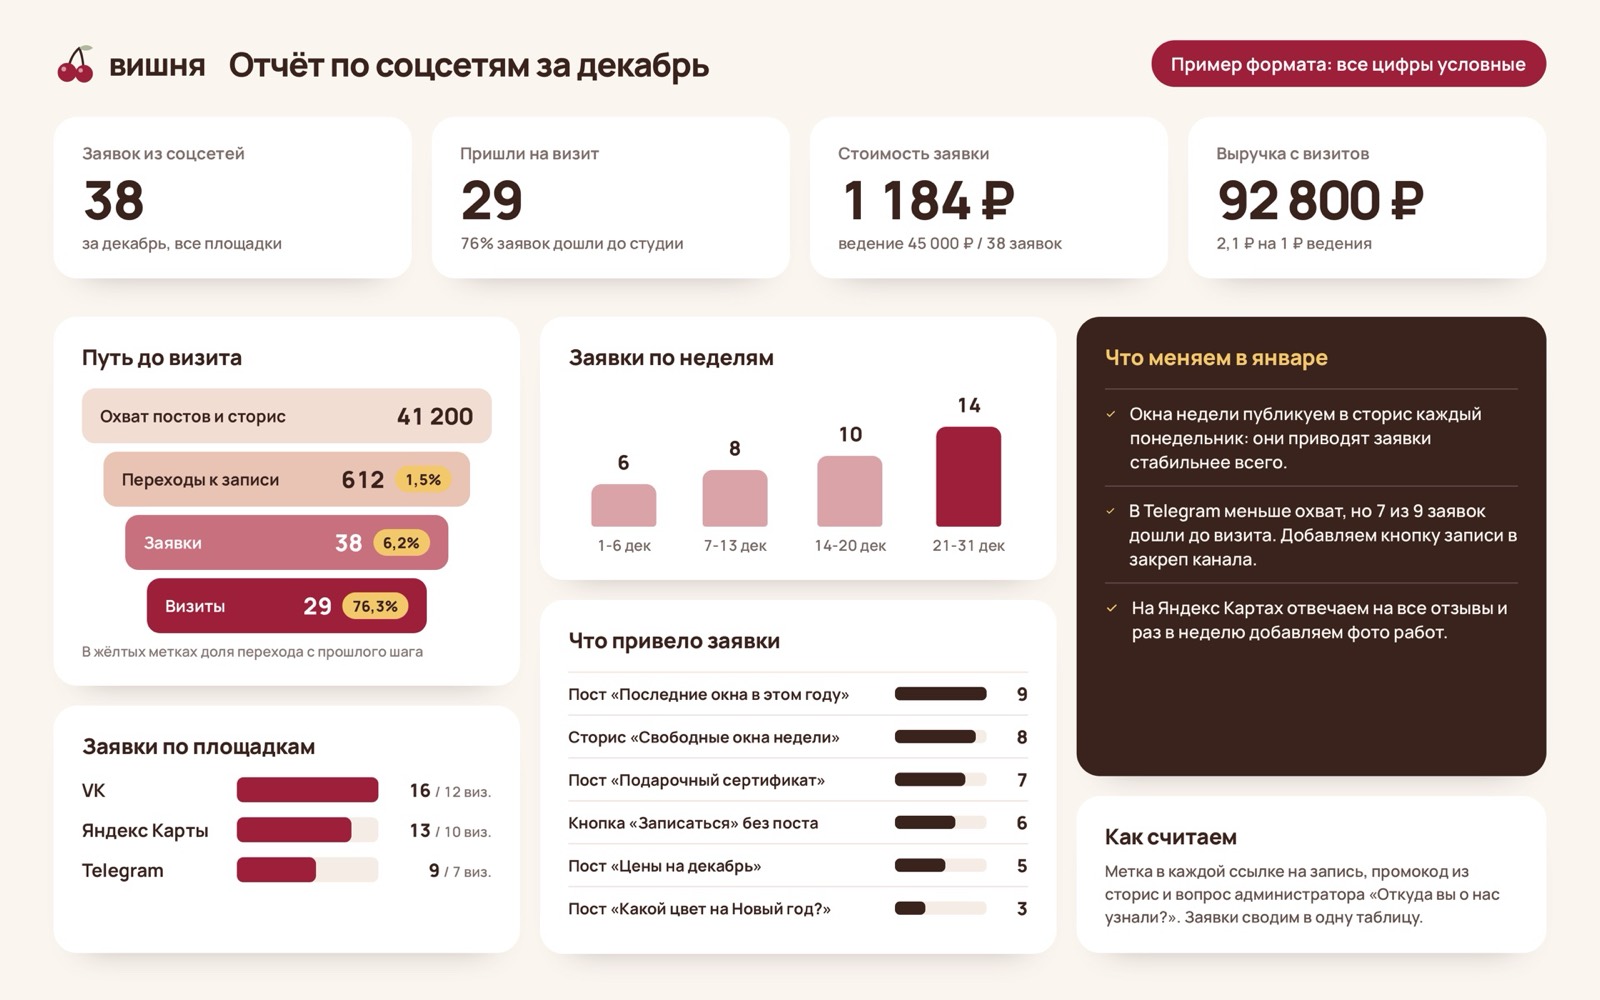 вишня
Отчёт по соцсетям за декабрь
Пример формата: все цифры условные
Заявок из соцсетей
38
за декабрь, все площадки
Пришли на визит
29
76% заявок дошли до студии
Стоимость заявки
1 184 ₽
ведение 45 000 ₽ / 38 заявок
Выручка с визитов
92 800 ₽
2,1 ₽ на 1 ₽ ведения
Путь до визита
Охват постов и сторис 41 200
Переходы к записи 612 1,5%
Заявки 38 6,2%
Визиты 29 76,3%
В жёлтых метках доля перехода с прошлого шага
Заявки по площадкам
VK 16 / 12 виз.
Яндекс Карты 13 / 10 виз.
Telegram 9 / 7 виз.
Заявки по неделям
6 8 10 14
1-6 дек 7-13 дек 14-20 дек 21-31 дек
Что привело заявки
Пост «Последние окна в этом году» 9
Сторис «Свободные окна недели» 8
Пост «Подарочный сертификат» 7
Кнопка «Записаться» без поста 6
Пост «Цены на декабрь» 5
Пост «Какой цвет на Новый год?» 3
Что меняем в январе
Окна недели публикуем в сторис каждый
понедельник: они приводят заявки
стабильнее всего.
В Telegram меньше охват, но 7 из 9 заявок
дошли до визита. Добавляем кнопку записи в
закреп канала.
На Яндекс Картах отвечаем на все отзывы и
раз в неделю добавляем фото работ.
Как считаем
Метка в каждой ссылке на запись, промокод из
сторис и вопрос администратора «Откуда вы о нас
узнали?». Заявки сводим в одну таблицу.